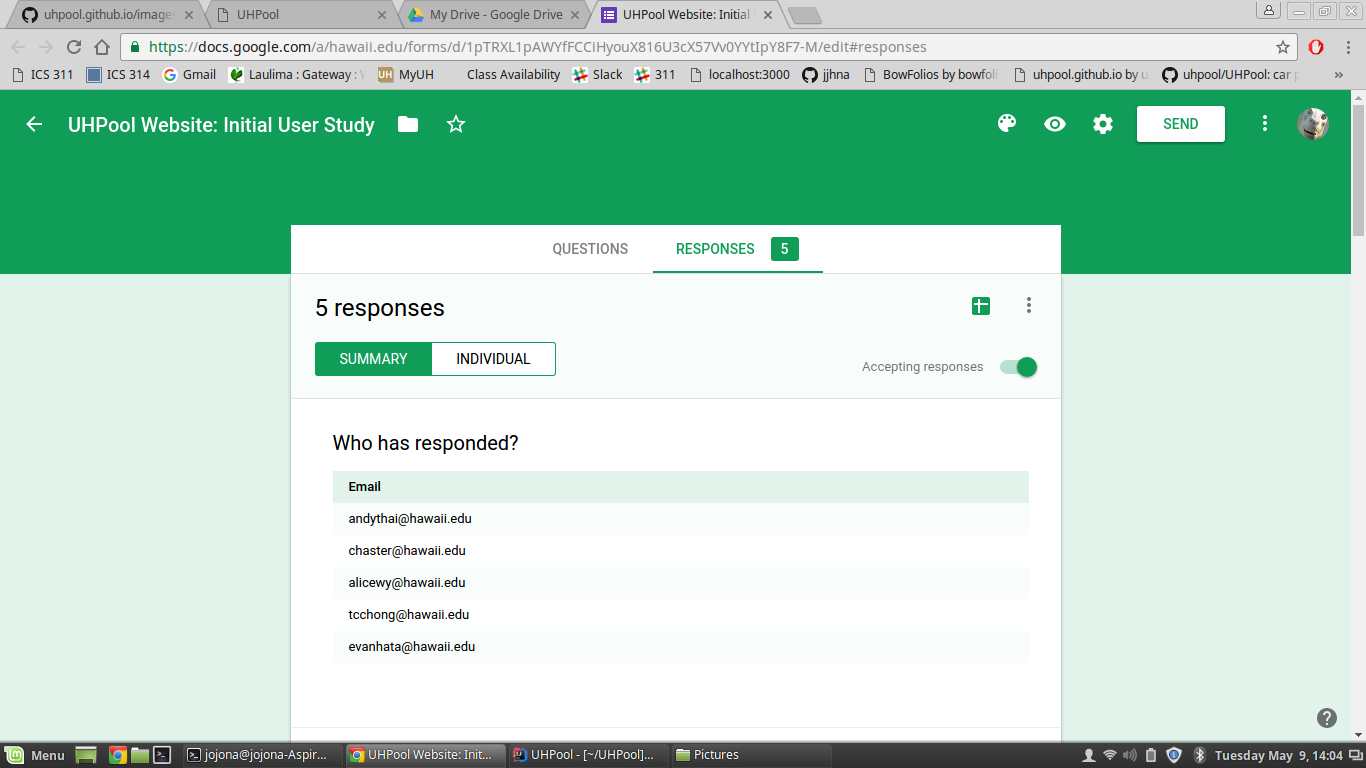 uhpool.github.io/images
UHPool
My Drive - Google Drive
UHPool Website: Initial
https://docs.google.com/a/hawaii.edu/forms/d/1pTRXL1pAWYfFCCiHyouX816U3cX57Vv0YYtIpY8F7-M/edit#responses
ICS 311
ICS 314
Gmail
Laulima : Gateway :
UH MyUH
Class Availability
Slack
311
localhost:3000
jjhna
BowFolios by bowfoli
uhpool.github.io by u
uhpool/UHPool: car p
»
UHPool Website: Initial User Study
SEND
QUESTIONS
RESPONSES 5
5 responses
SUMMARY
INDIVIDUAL
Accepting responses
Who has responded?
Email
andythai@hawaii.edu
chaster@hawaii.edu
alicewy@hawaii.edu
tcchong@hawaii.edu
evanhata@hawaii.edu
?
Menu
jojona@jojona-Aspir...
UHPool Website: Init...
UHPool - [~/UHPool]...
Pictures
Tuesday May 9, 14:04